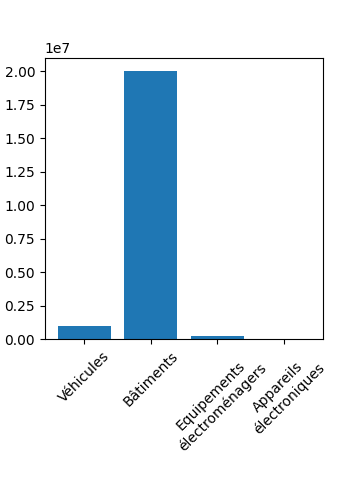 1e7
2.00
1.75
1.50
1.25
1.00
0.75
0.50
0.25
0.00
Véhicules
Bâtiments
Equipements
électroménagers
Appareils
électroniques